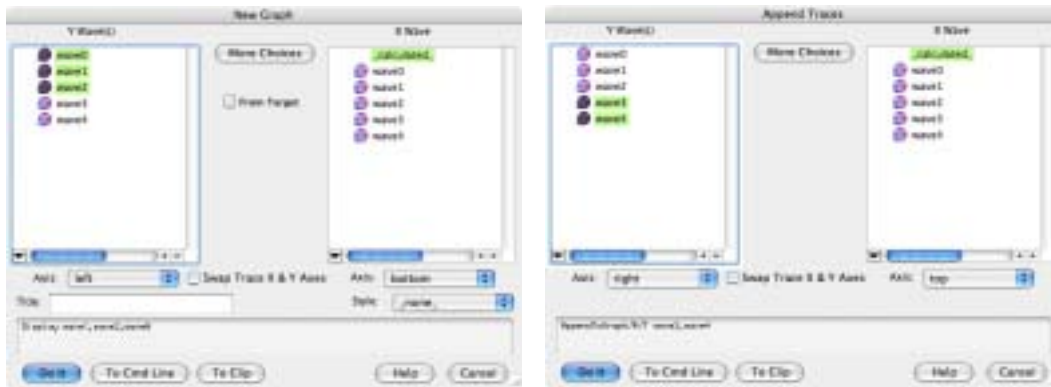 New Graph
Y Wave(s)
X Wave
wave0
wave1
wave2
wave3
wave4
More Choices
From Target
_calculated_
wave0
wave1
wave2
wave3
Axis: left
Swap Trace X & Y Axes
Axis: bottom
Title:
Style: _none_
Do It
To Cmd Line
To Clip
Help
Cancel
Append Traces
Y Wave(s)
X Wave
wave0
wave1
wave2
wave3
wave4
More Choices
_calculated_
wave0
wave1
wave2
wave3
Axis: right
Swap Trace X & Y Axes
Axis: top
Do It
To Cmd Line
To Clip
Help
Cancel